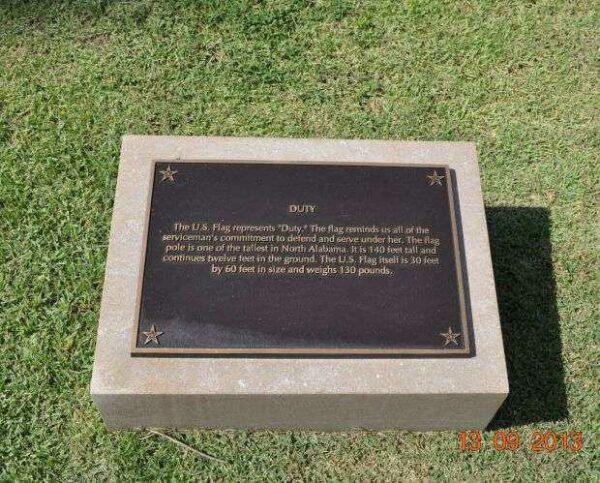 DUTY
The U.S. Flag represents "Duty." The flag reminds us all of the
serviceman's commitment to defend and serve under her. The flag
pole is one of the tallest in North Alabama. It is 140 feet tall and
continues twelve feet in the ground. The U.S. Flag itself is 30 feet
by 60 feet in size and weighs 130 pounds.
13 09 2013